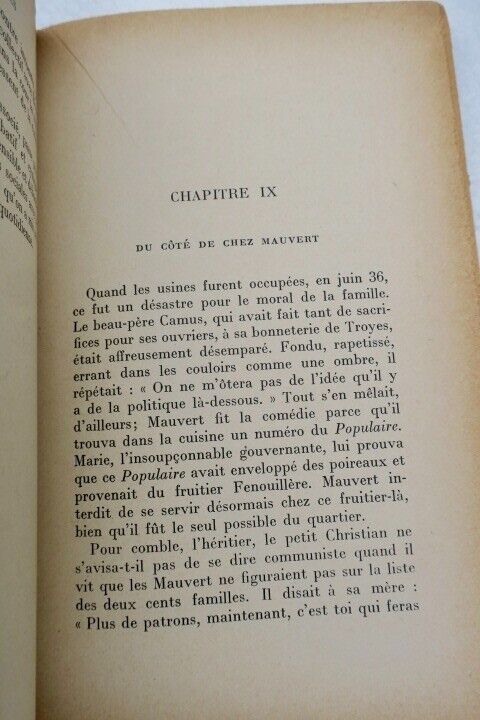 CHAPITRE IX
DU CÔTÉ DE CHEZ MAUVERT
Quand les usines furent occupées, en juin 36,
ce fut un désastre pour le moral de la famille.
Le beau-père Camus, qui avait fait tant de sacri-
fices pour ses ouvriers, à sa bonneterie de Troyes,
était affreusement désemparé. Fondu, rapetissé,
errant dans les couloirs comme une ombre, il
répétait : « On ne m'ôtera pas de l'idée qu'il y
a de la politique là-dessous. » Tout s'en mêlait,
d'ailleurs; Mauvert fit la comédie parce qu'il
trouva dans la cuisine un numéro du Populaire.
Marie, l'insoupçonnable gouvernante, lui prouva
que ce Populaire avait enveloppé des poireaux et
provenait du fruitier Fenouillère. Mauvert in-
terdit de se servir désormais chez ce fruitier-là,
bien qu'il fût le seul possible du quartier.
Pour comble, l'héritier, le petit Christian ne
s'avisa-t-il pas de se dire communiste quand il
vit que les Mauvert ne figuraient pas sur la liste
des deux cents familles. Il disait à sa mère :
« Plus de patrons, maintenant, c'est toi qui feras